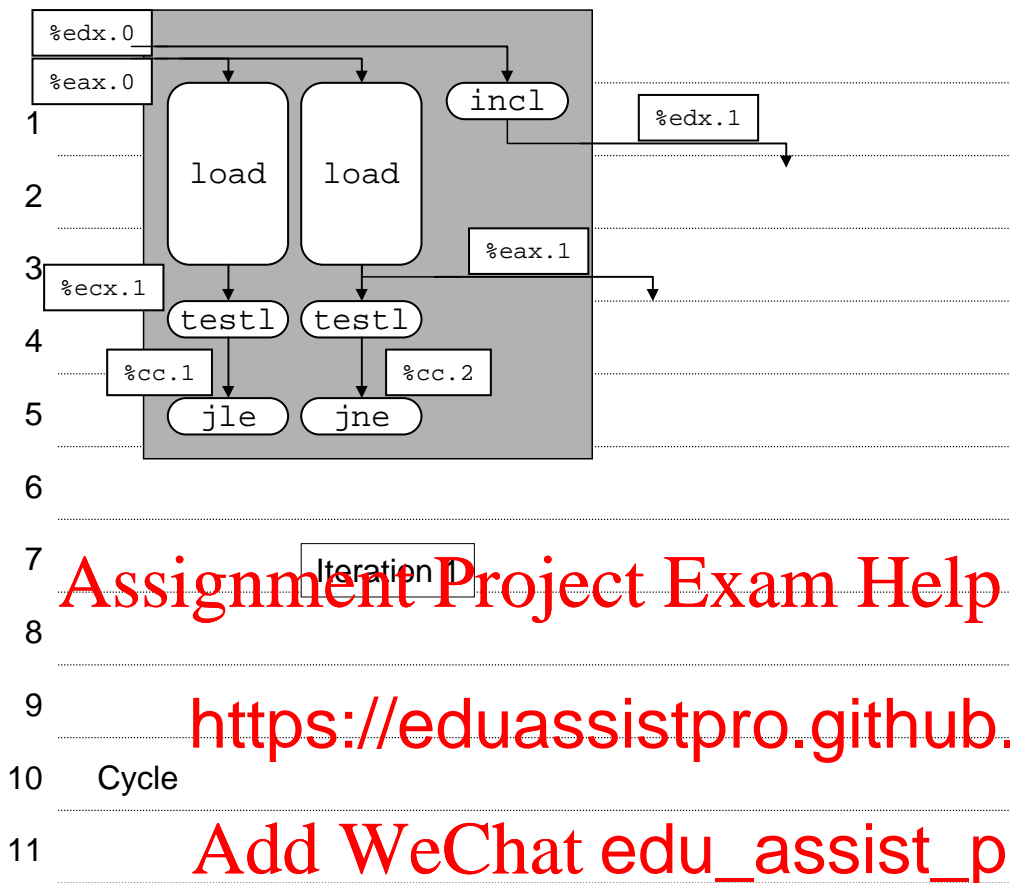 %edx.0
%eax.0
incl
%edx.1
1
load load
2
%eax.1
3
%ecx.1
testl testl
4
%cc.1 %cc.2
5
jle jne
6
7
Iteration 1
Assignment Project Exam Help
8
9
https://eduassistpro.github.
10 Cycle
11
Add WeChat edu_assist_p